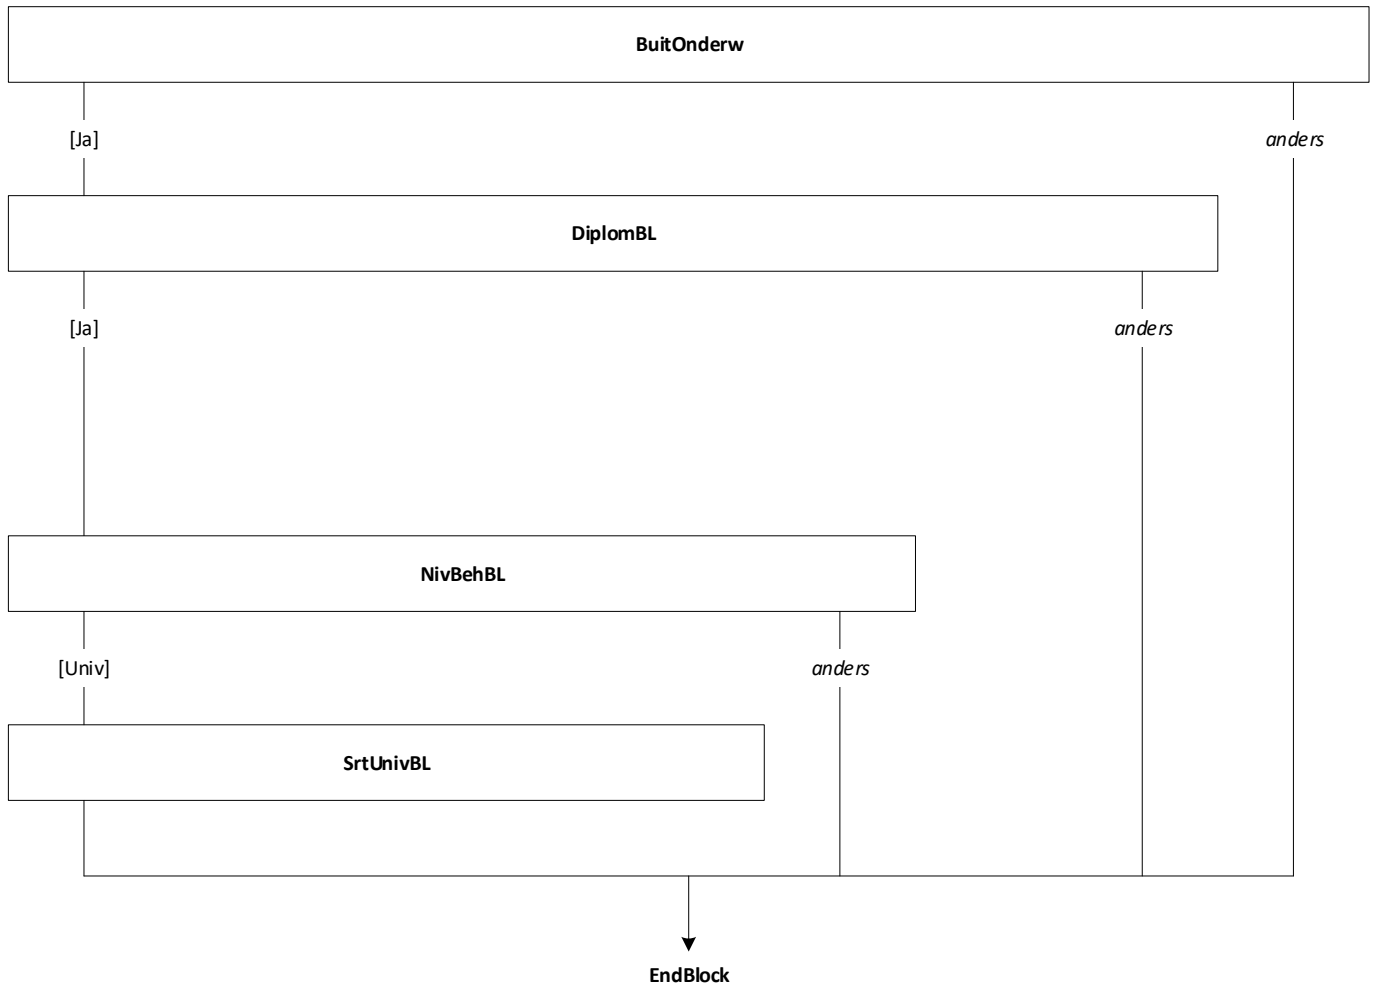 BuitOnderw
[Ja]
anders
DiplomBL
[Ja]
anders
NivBehBL
[Univ]
anders
SrtUnivBL
EndBlock